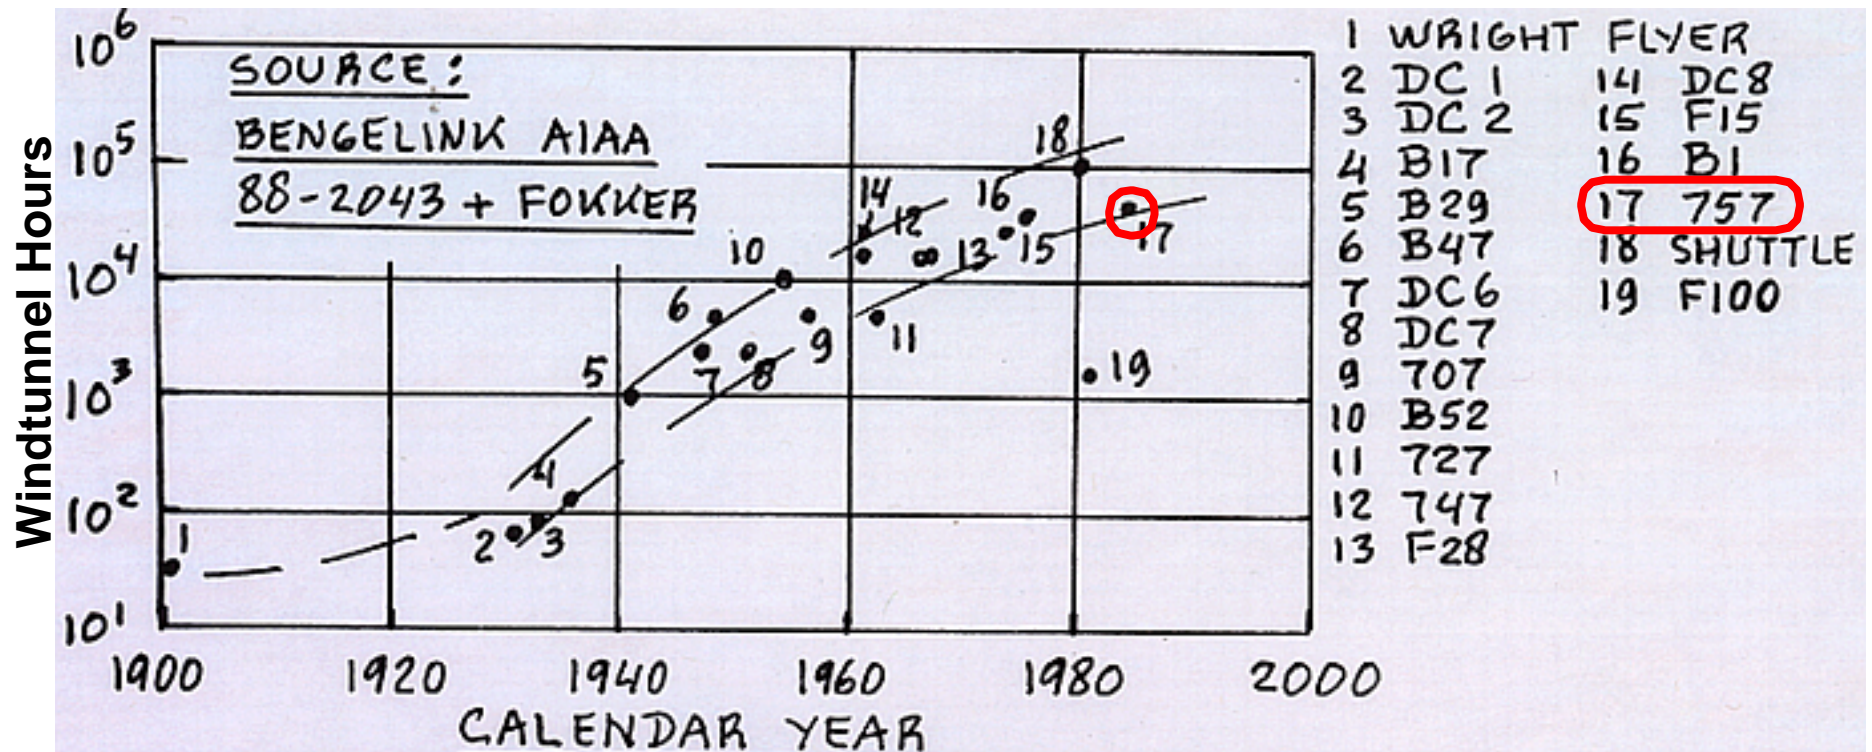 Windtunnel Hours
10⁶
10⁵
10⁴
10³
10²
10¹
SOURCE:
BENGELINK AIAA
88-2043 + FOKKER
1
2
3
4
5
6
7
8
9
10
11
12
13
14
15
16
17
18
19
1900 1920 1940 1960 1980 2000
CALENDAR YEAR
1 WRIGHT FLYER
2 DC 1 14 DC8
3 DC 2 15 F15
4 B17 16 B1
5 B29 17 757
6 B47 18 SHUTTLE
7 DC6 19 F100
8 DC7
9 707
10 B52
11 727
12 747
13 F28